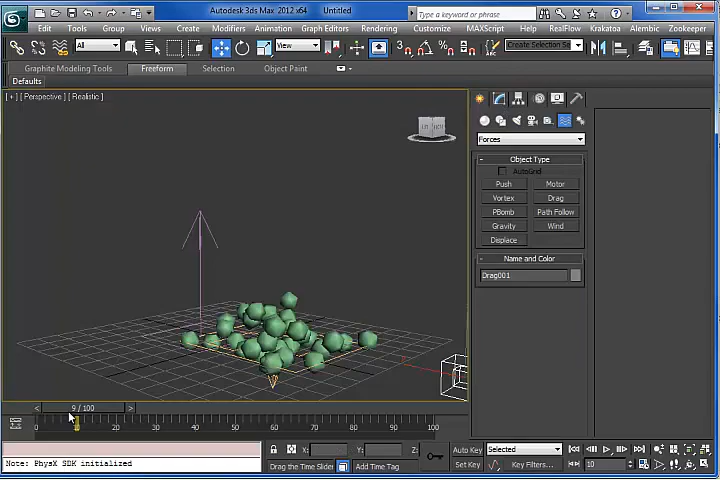 Autodesk 3ds Max 2012 x64 Untitled
Type a keyword or phrase
Edit Tools Group Views Create Modifiers Animation Graph Editors Rendering Customize MAXScript RealFlow Krakatoa Alembic Zookeeper
All View Create Selection Se
Graphite Modeling Tools Freeform Selection Object Paint
Defaults
[ + ] [ Perspective ] [ Realistic ]
Forces
- Object Type
AutoGrid
Push Motor
Vortex Drag
PBomb Path Follow
Gravity Wind
Displace
- Name and Color
Drag001
< 9 / 100 >
0 10 20 30 40 50 60 70 80 90 100
X: Y: Z: Auto Key Selected
Note: PhysX SDK initialized
Drag the Time Slider Add Time Tag Set Key Key Filters... 10